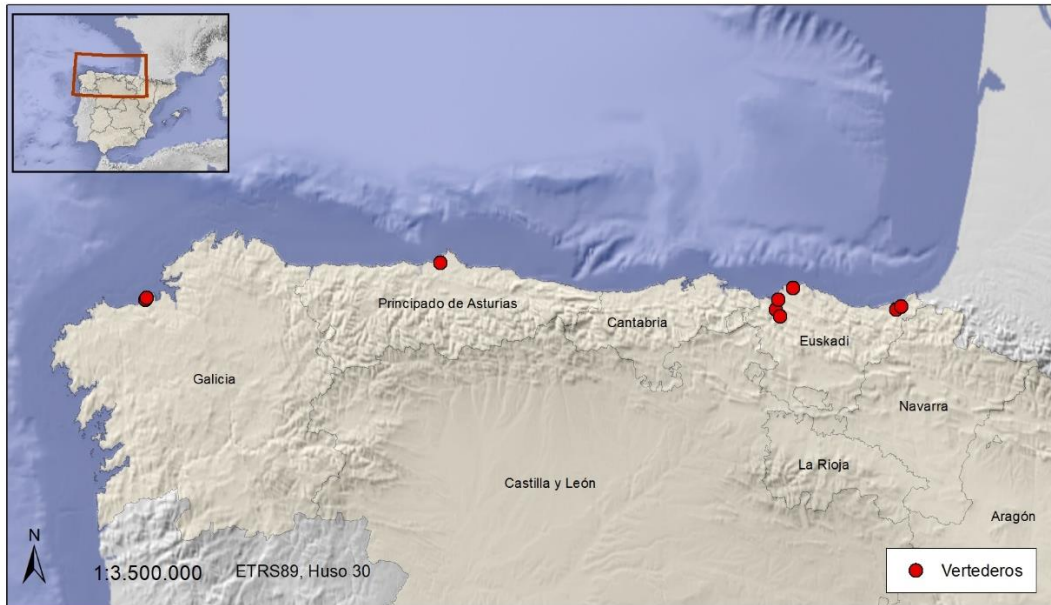 Principado de Asturias
Cantabria
Euskadi
Galicia
Navarra
La Rioja
Castilla y León
Aragón
N
1:3.500.000
ETRS89, Huso 30
Vertederos